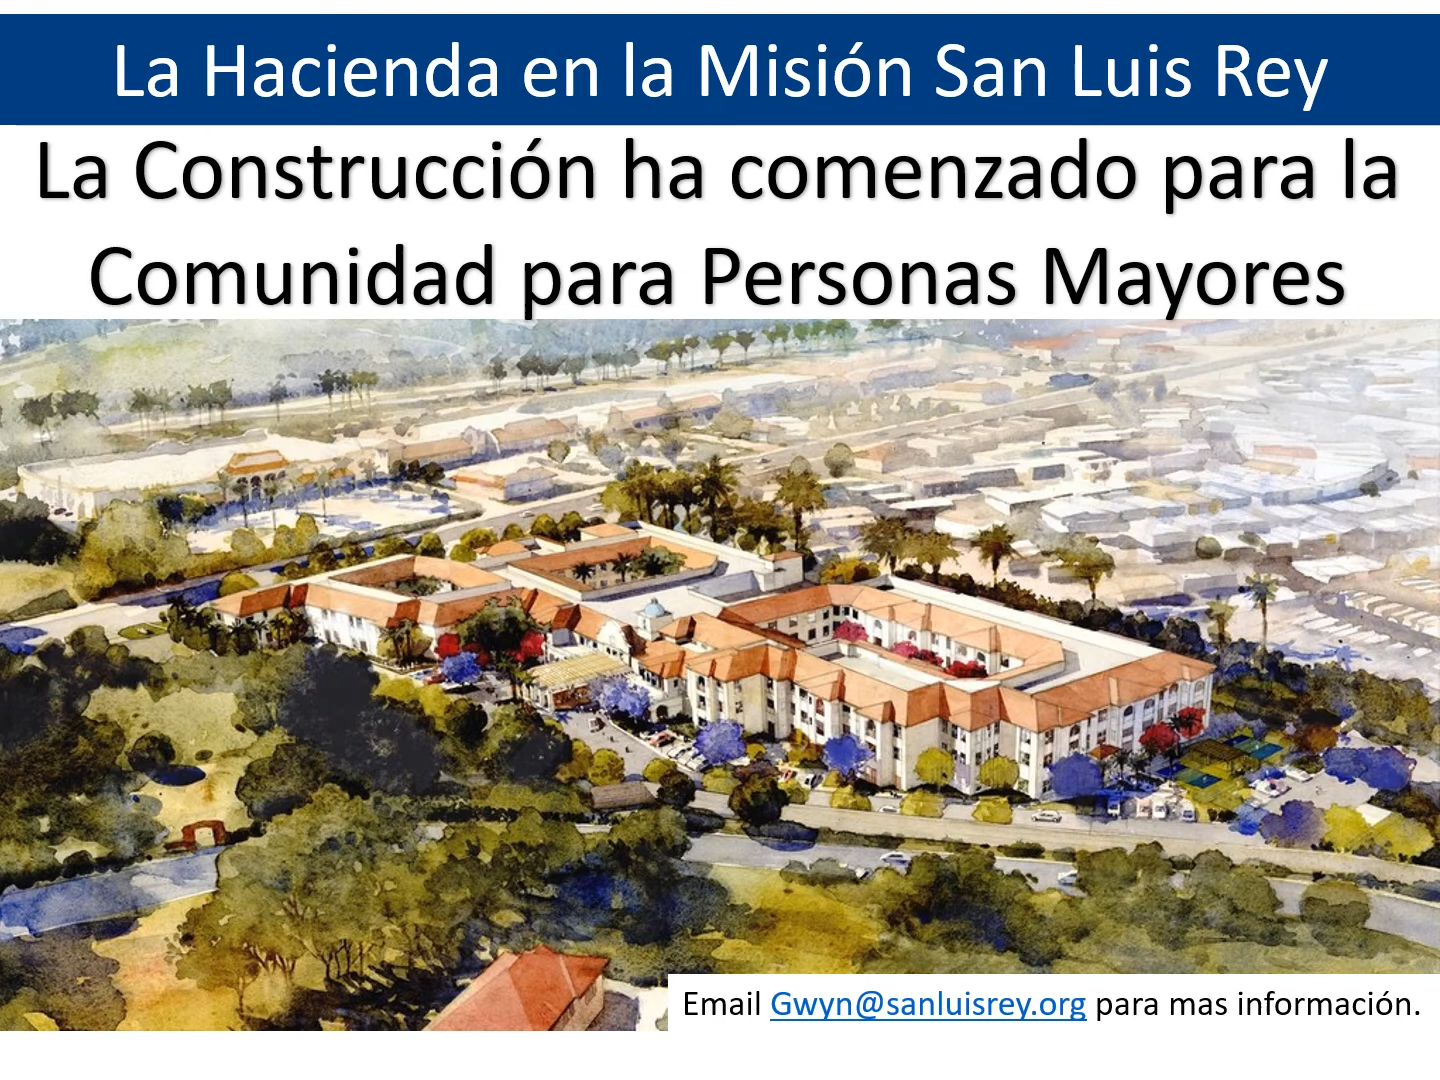 La Hacienda en la Misión San Luis Rey
La Construcción ha comenzado para la
Comunidad para Personas Mayores
Email Gwyn@sanluisrey.org para mas información.